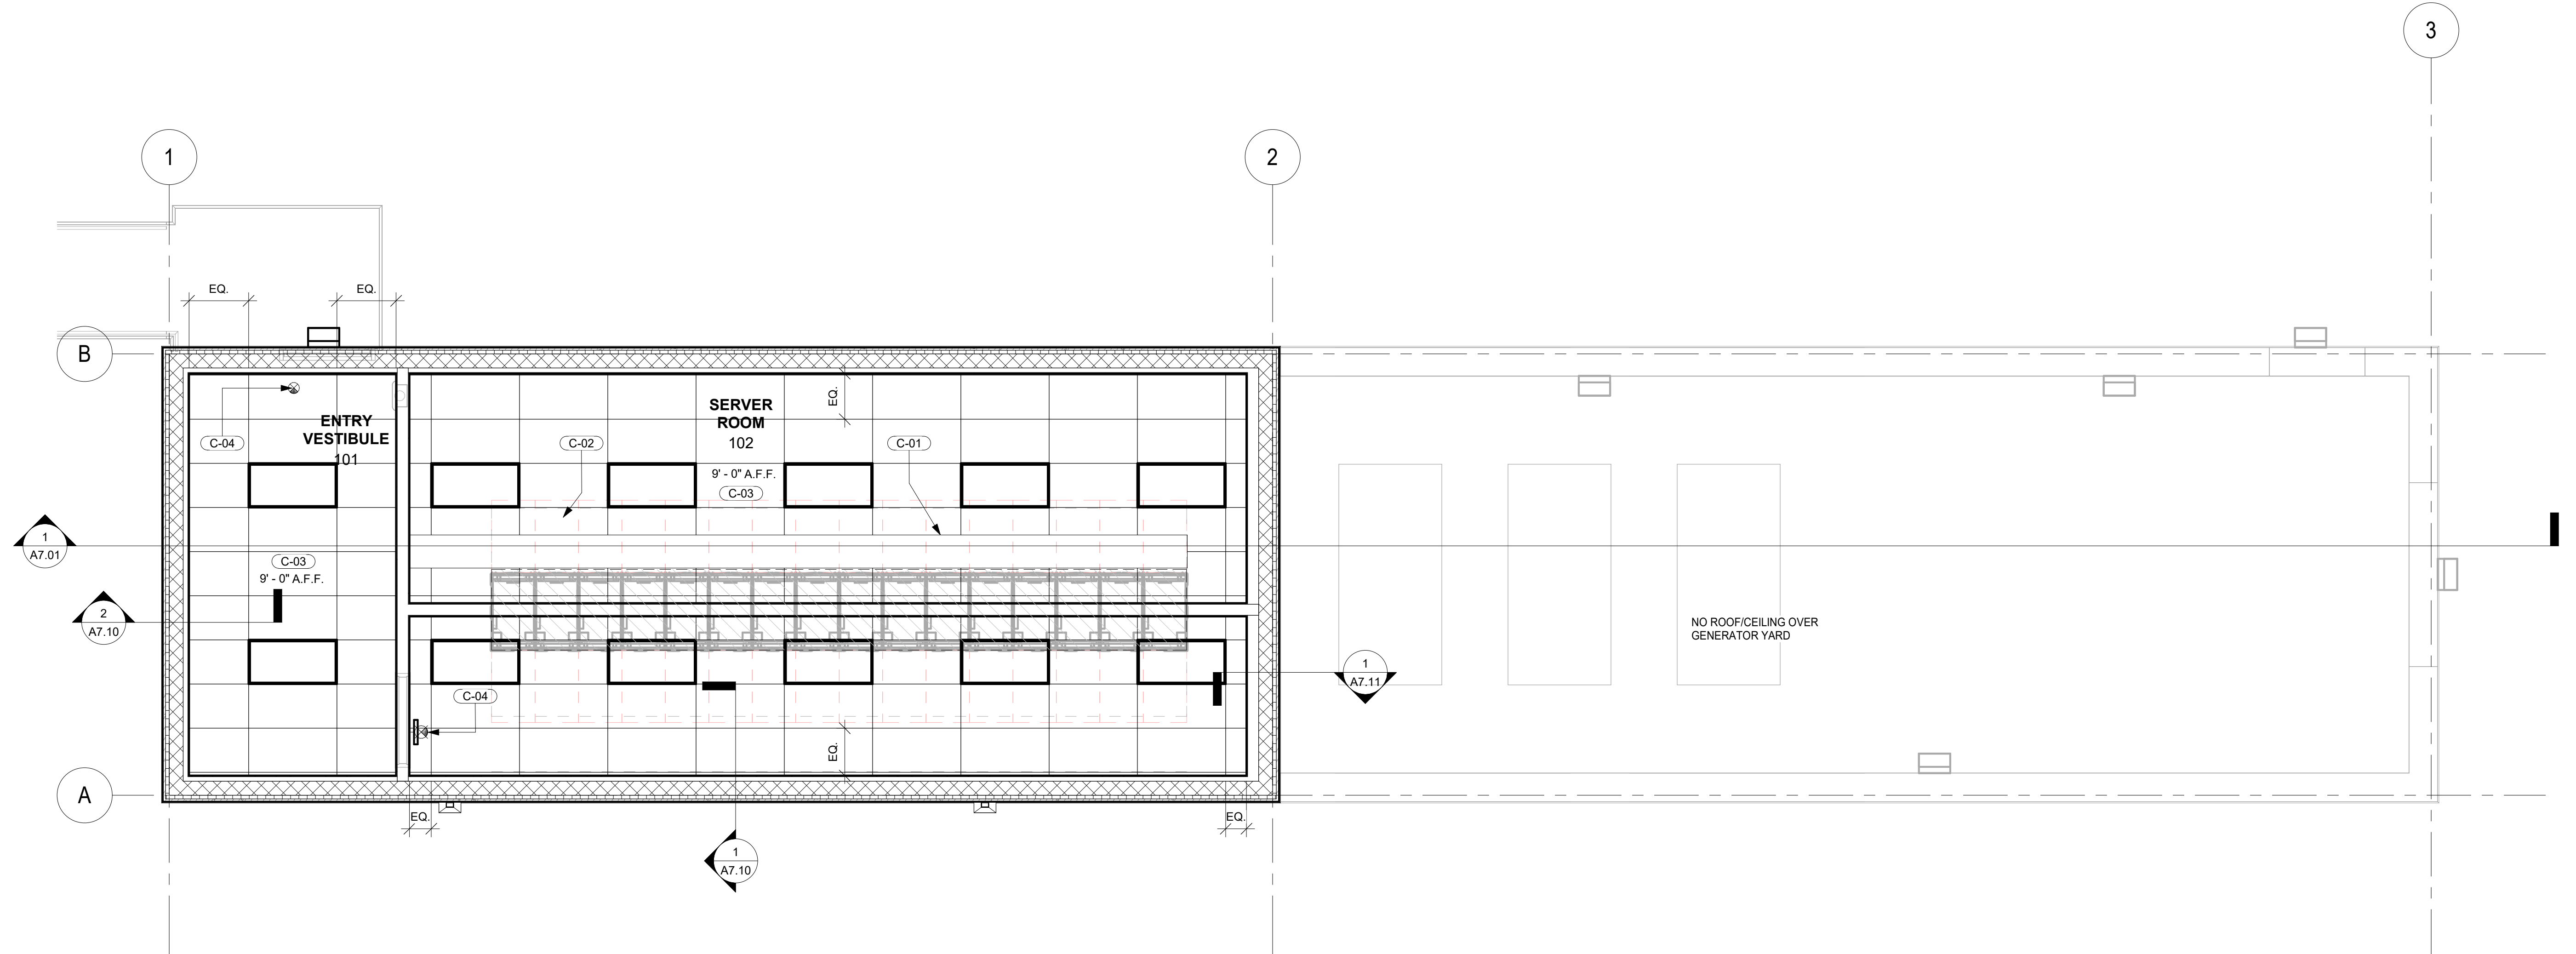 3
1
2
EQ.
EQ.
B
EQ.
ENTRY
VESTIBULE
101
SERVER
ROOM
102
C-04
C-02
C-01
9' - 0" A.F.F.
C-03
1
A7.01
C-03
9' - 0" A.F.F.
2
A7.10
NO ROOF/CEILING OVER
GENERATOR YARD
1
A7.11
C-04
EQ.
A
EQ.
EQ.
1
A7.10